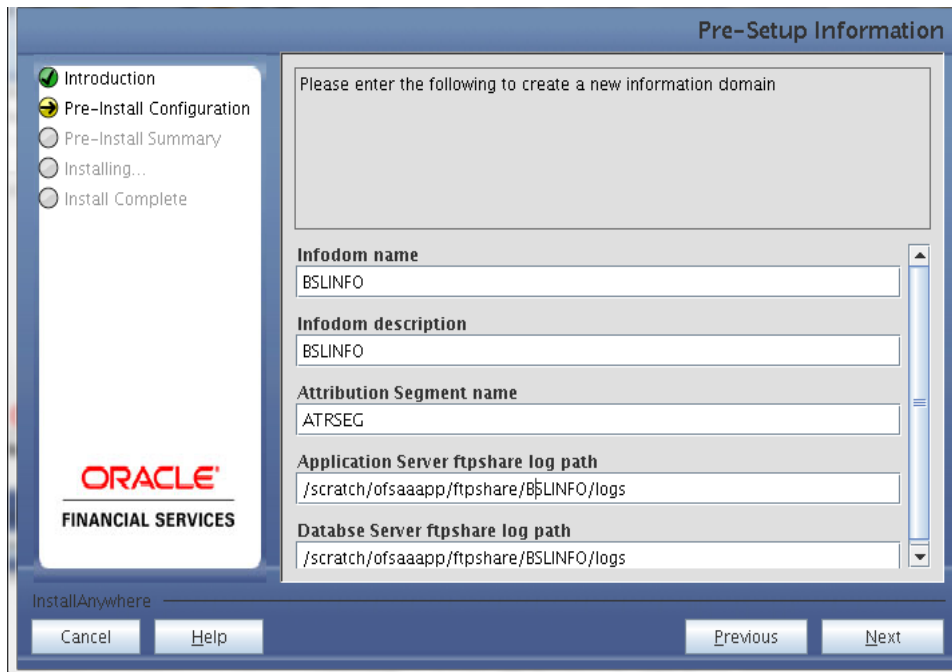 Pre-Setup Information
Introduction
Pre-Install Configuration
Pre-Install Summary
Installing...
Install Complete
ORACLE
FINANCIAL SERVICES
Please enter the following to create a new information domain
Infodom name
BSLINFO
Infodom description
BSLINFO
Attribution Segment name
ATRSEG
Application Server ftpshare log path
/scratch/ofsaaapp/ftpshare/BSLINFO/logs
Databse Server ftpshare log path
/scratch/ofsaaapp/ftpshare/BSLINFO/logs
InstallAnywhere
Cancel
Help
Previous
Next